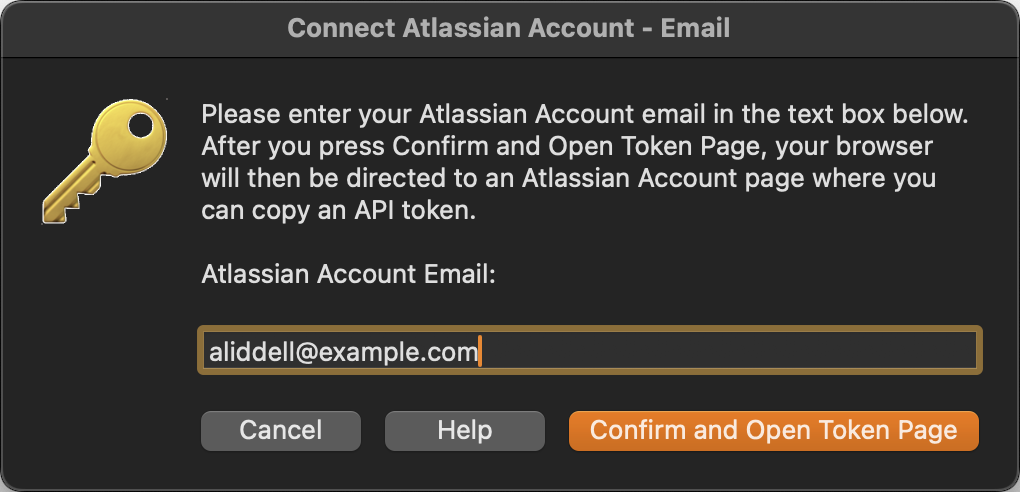 Connect Atlassian Account - Email
Please enter your Atlassian Account email in the text box below.
After you press Confirm and Open Token Page, your browser
will then be directed to an Atlassian Account page where you
can copy an API token.
Atlassian Account Email:
aliddell@example.com
Cancel
Help
Confirm and Open Token Page